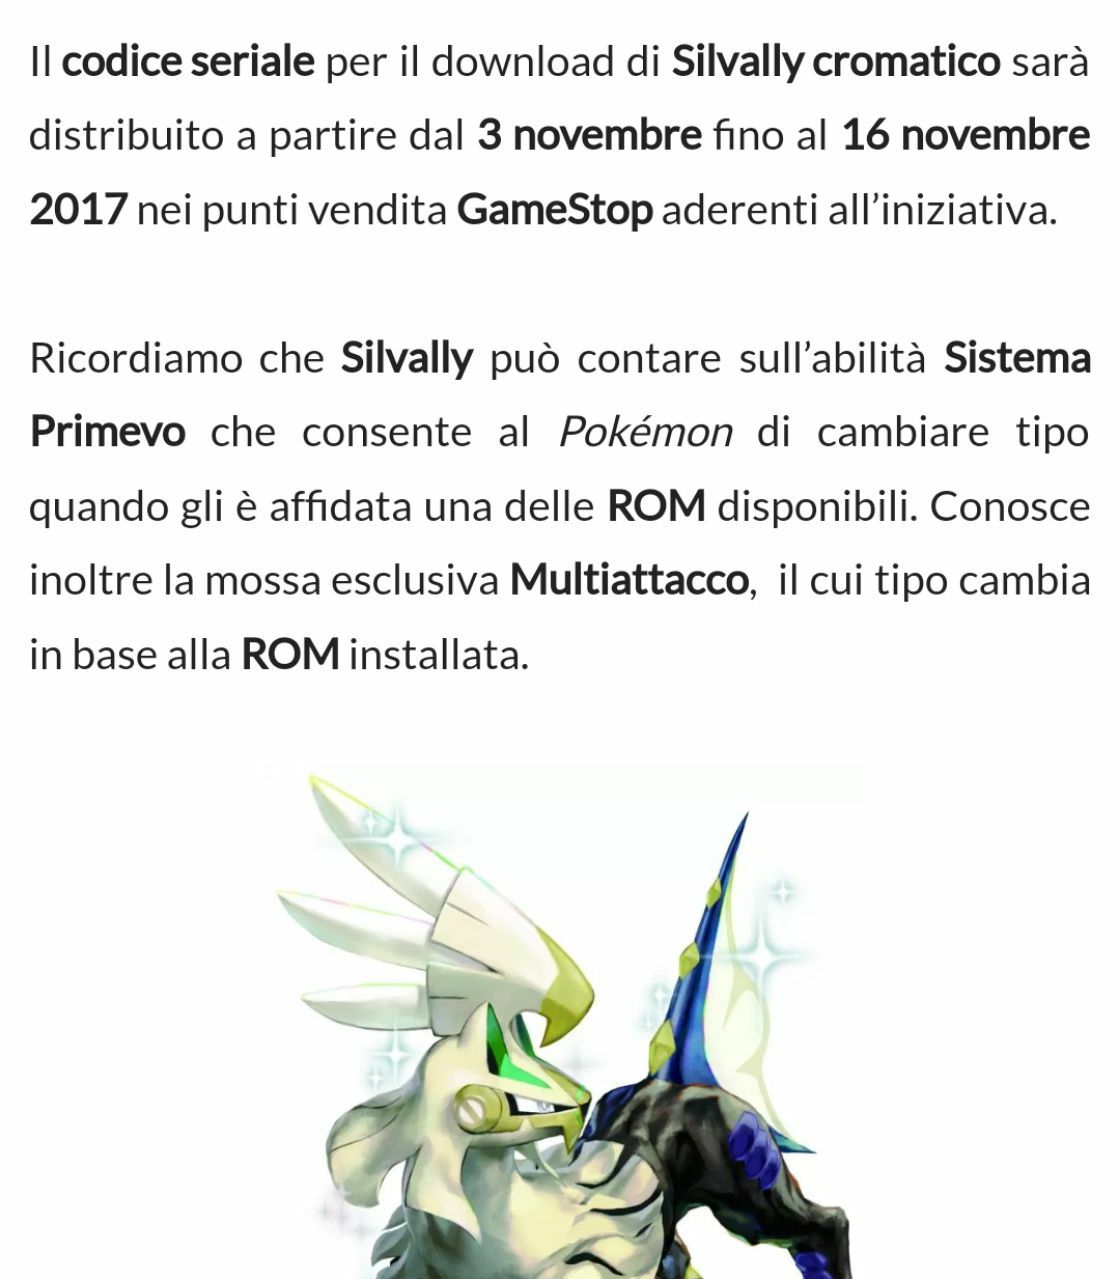 Il codice seriale per il download di Silvally cromatico sarà
distribuito a partire dal 3 novembre fino al 16 novembre
2017 nei punti vendita GameStop aderenti all’iniziativa.
Ricordiamo che Silvally può contare sull’abilità Sistema
Primevo che consente al Pokémon di cambiare tipo
quando gli è affidata una delle ROM disponibili. Conosce
inoltre la mossa esclusiva Multiattacco, il cui tipo cambia
in base alla ROM installata.